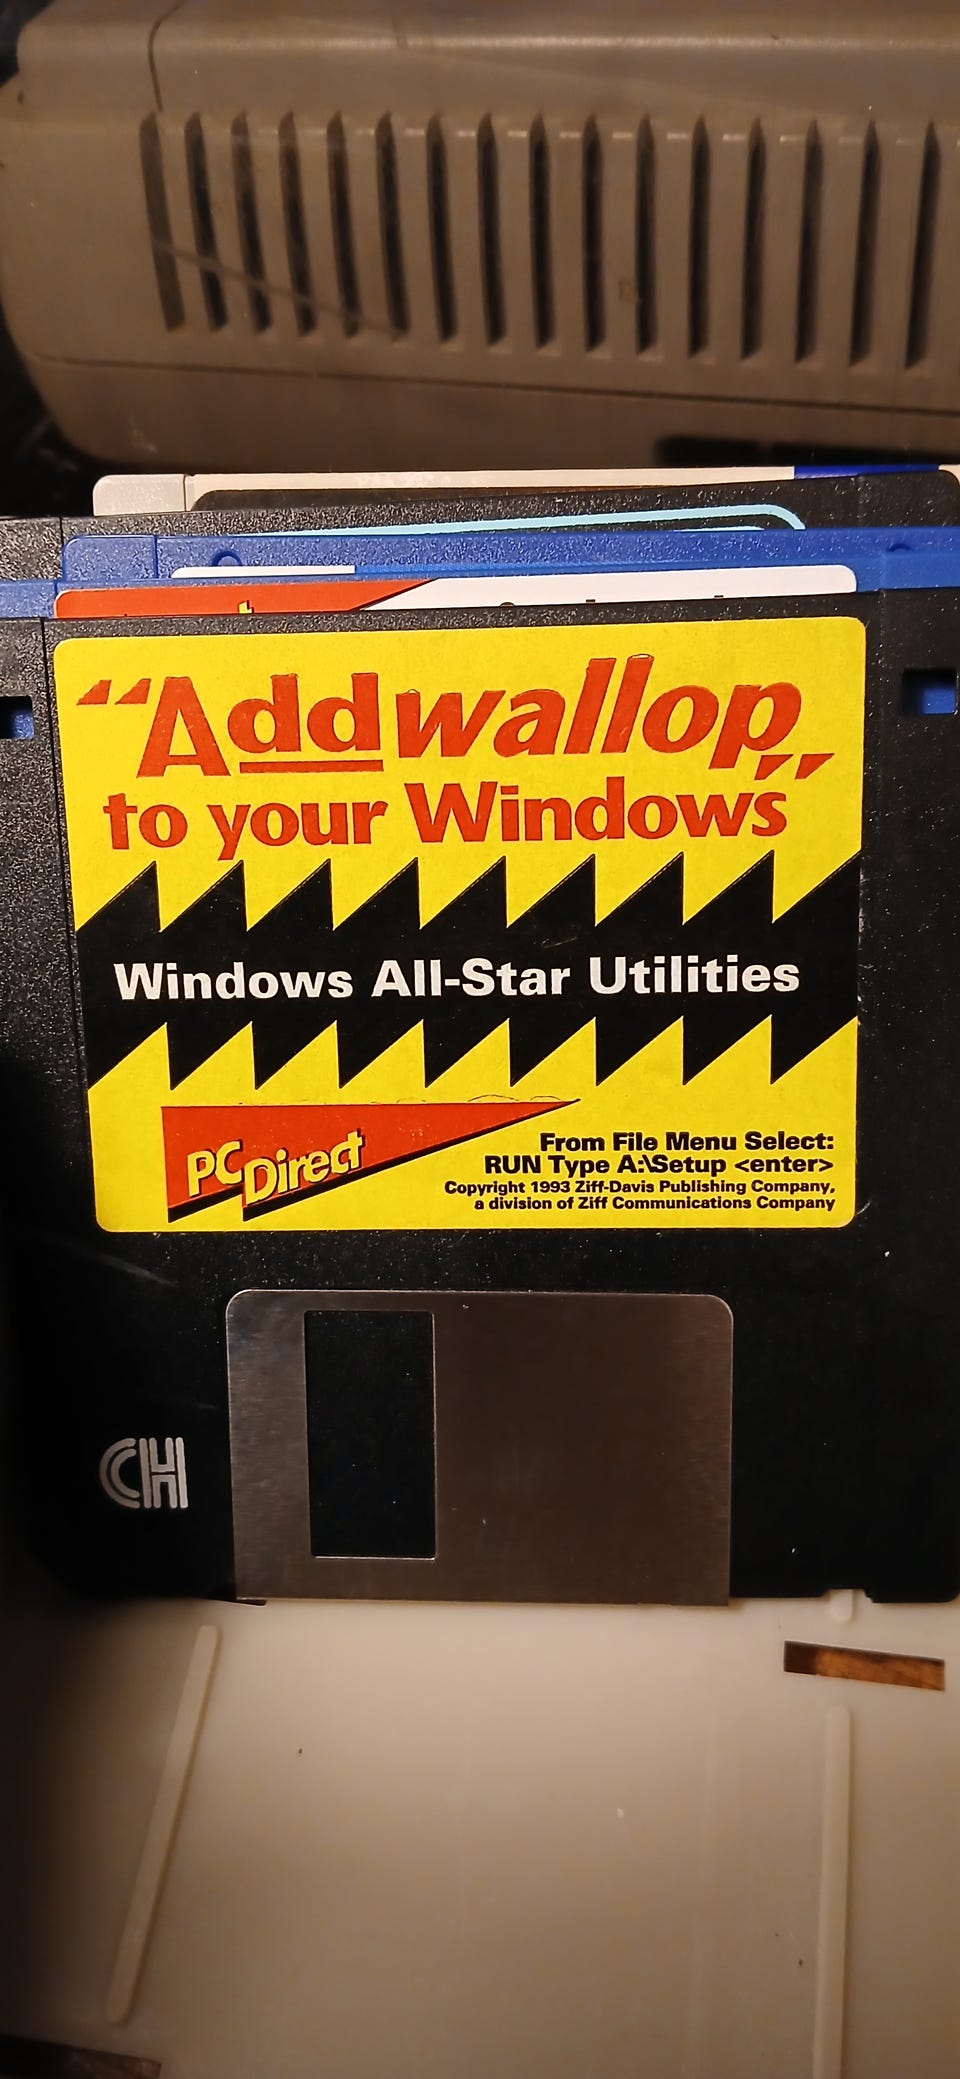 "Add wallop
to your Windows"
Windows All-Star Utilities
PC Direct
From File Menu Select:
RUN Type A:\Setup <enter>
Copyright 1993 Ziff-Davis Publishing Company,
a division of Ziff Communications Company
CH